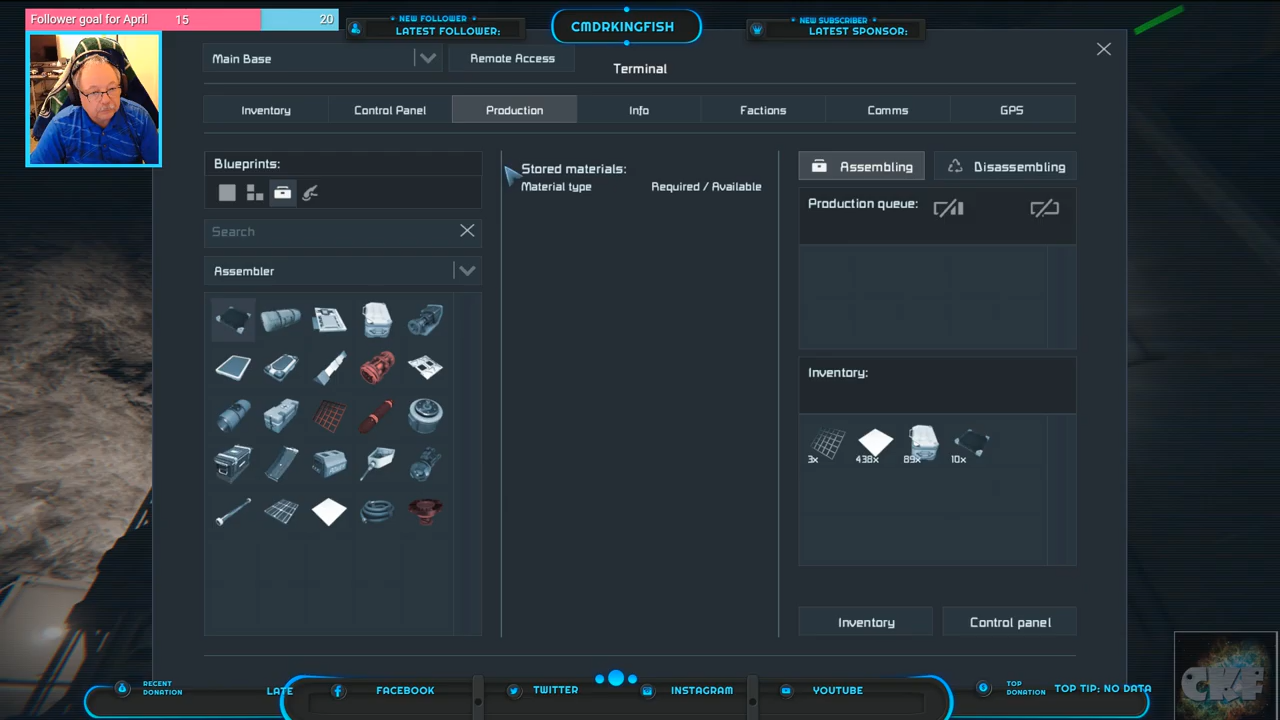 Follower goal for April 15 20
NEW FOLLOWER
LATEST FOLLOWER:
CMDRKINGFISH
NEW SUBSCRIBER
LATEST SPONSOR:
Main Base
Remote Access
Terminal
Inventory
Control Panel
Production
Info
Factions
Comms
GPS
Blueprints:
Search
Assembler
Stored materials:
Material type Required / Available
Assembling
Disassembling
Production queue:
Inventory:
3x 438x 89x 10x
Inventory
Control panel
RECENT
DONATION
LATE
FACEBOOK
TWITTER
INSTAGRAM
YOUTUBE
TOP
DONATION
TOP TIP: NO DATA
CKF